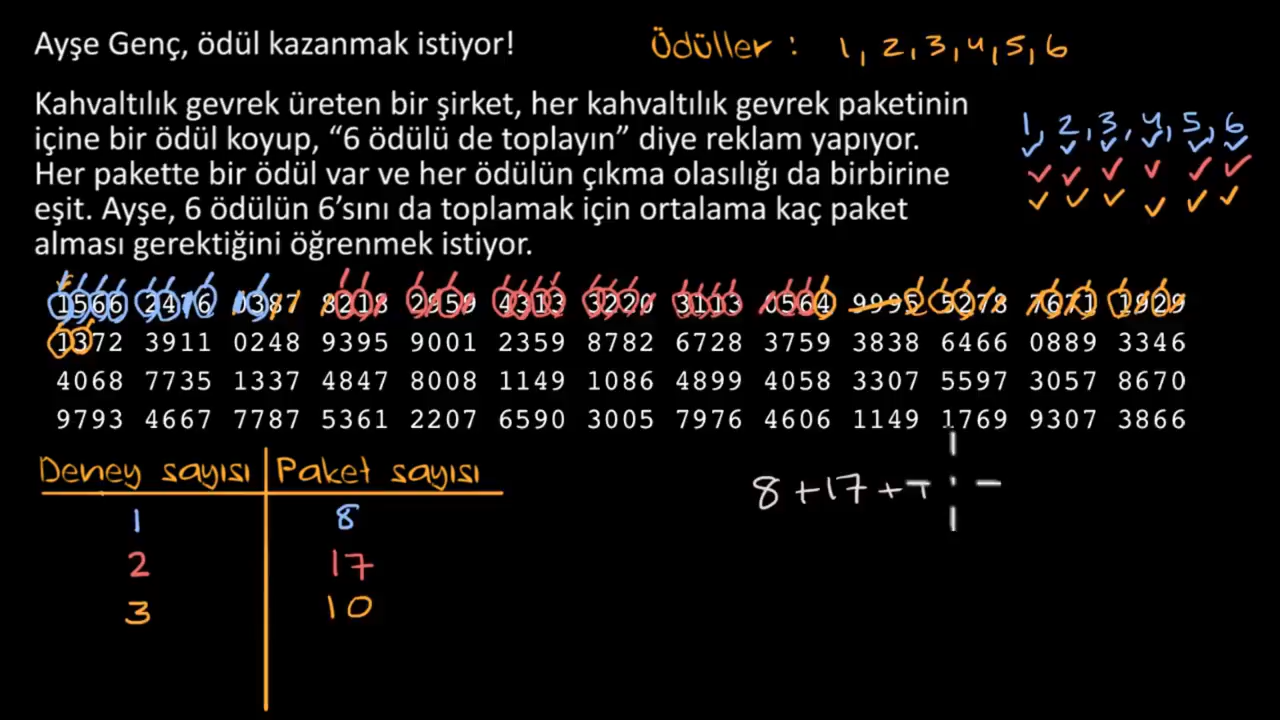 Ayşe Genç, ödül kazanmak istiyor!
Ödüller : 1, 2, 3, 4, 5, 6
Kahvaltılık gevrek üreten bir şirket, her kahvaltılık gevrek paketinin
içine bir ödül koyup, “6 ödülü de toplayın” diye reklam yapıyor.
Her pakette bir ödül var ve her ödülün çıkma olasılığı da birbirine
eşit. Ayşe, 6 ödülün 6’sını da toplamak için ortalama kaç paket
alması gerektiğini öğrenmek istiyor.
1, 2, 3, 4, 5, 6
1566 2416 0387 8218 2959 4313 3220 3113 0564 9995 5278 7671 1929
1372 3911 0248 9395 9001 2359 8782 6728 3759 3838 6466 0889 3346
4068 7735 1337 4847 8008 1149 1086 4899 4058 3307 5597 3057 8670
9793 4667 7787 5361 2207 6590 3005 7976 4606 1149 1769 9307 3866
Deney sayısı Paket sayısı
1 8
2 17
3 10
8 + 17 +